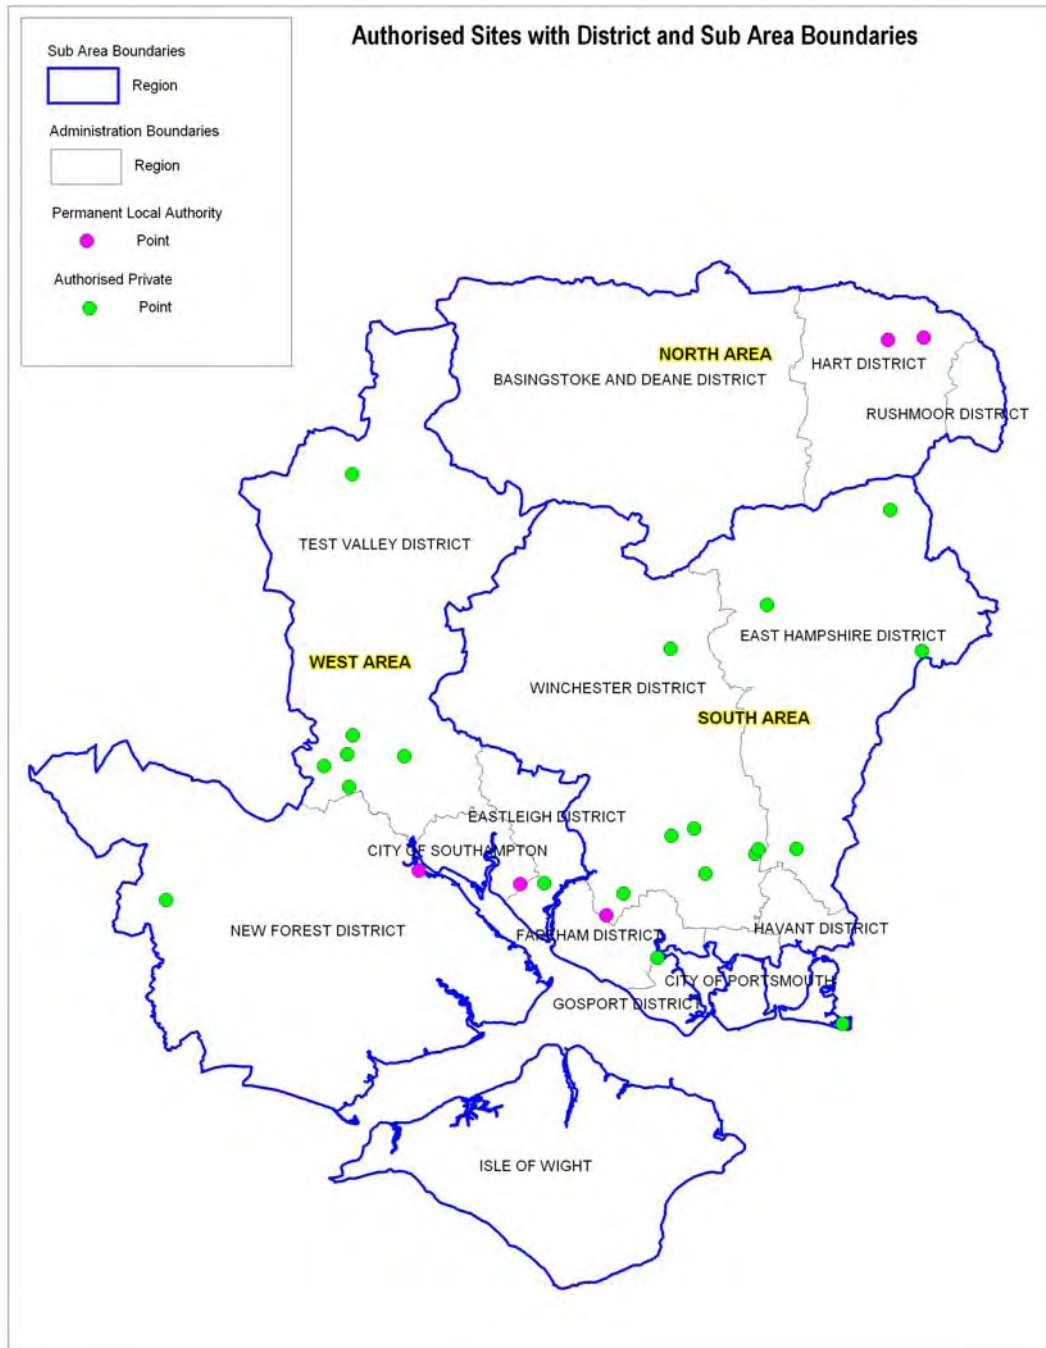 Authorised Sites with District and Sub Area Boundaries
Sub Area Boundaries
Region
Administration Boundaries
Region
Permanent Local Authority
Point
Authorised Private
Point
NORTH AREA
HART DISTRICT
BASINGSTOKE AND DEANE DISTRICT
RUSHMOOR DISTRICT
TEST VALLEY DISTRICT
EAST HAMPSHIRE DISTRICT
WEST AREA
WINCHESTER DISTRICT
SOUTH AREA
EASTLEIGH DISTRICT
CITY OF SOUTHAMPTON
NEW FOREST DISTRICT
FAREHAM DISTRICT
HAVANT DISTRICT
CITY OF PORTSMOUTH
GOSPORT DISTRICT
ISLE OF WIGHT